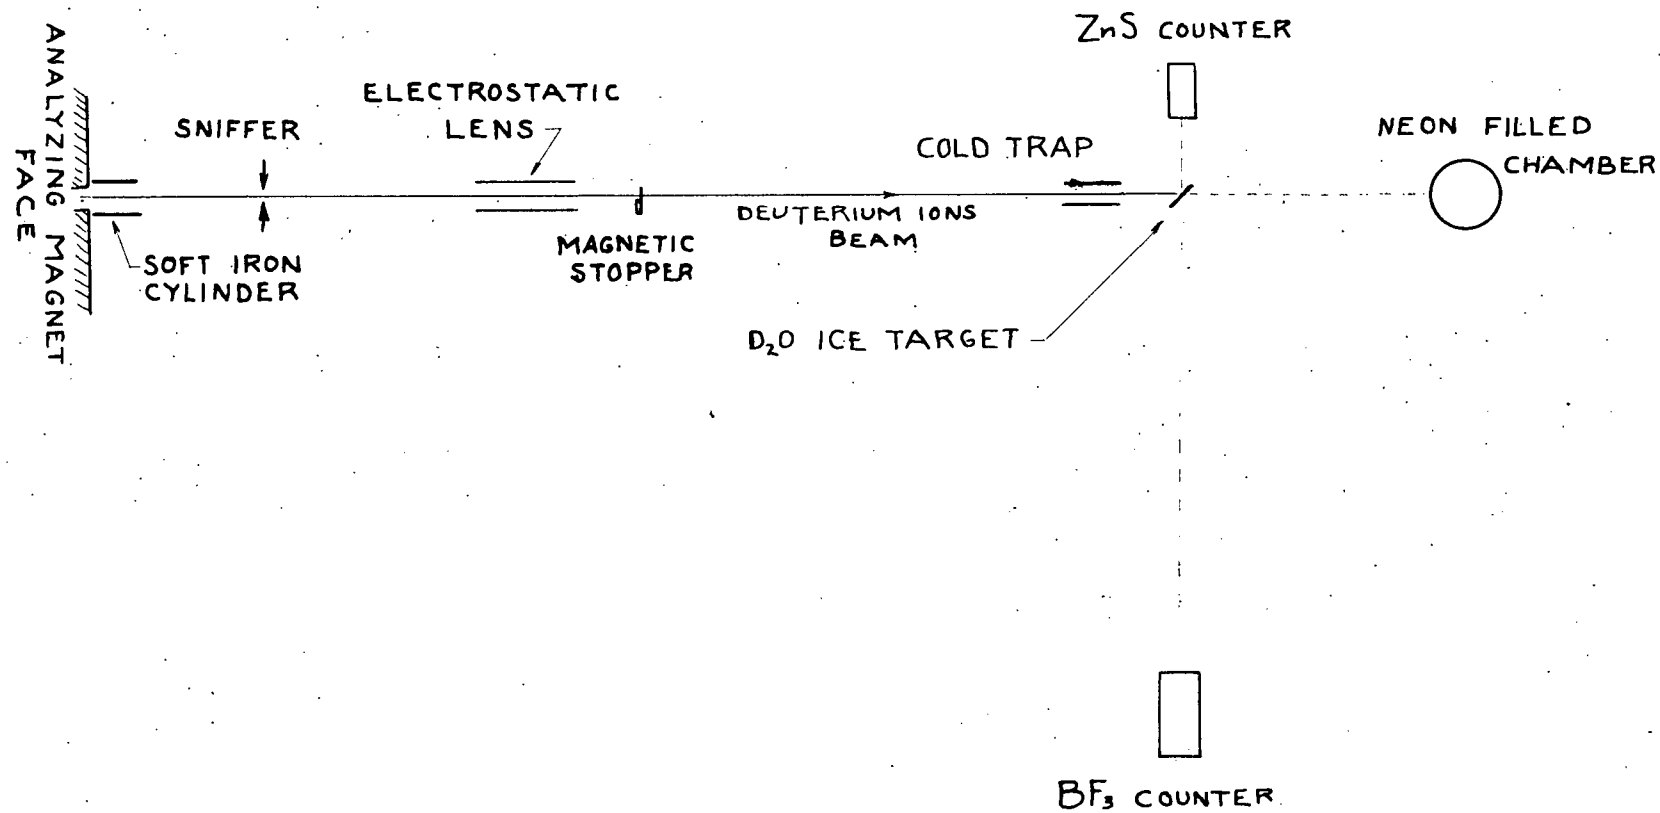 ANALYZING MAGNET
FACE
SNIFFER
SOFT IRON
CYLINDER
ELECTROSTATIC
LENS
MAGNETIC
STOPPER
DEUTERIUM IONS
BEAM
COLD TRAP
D₂O ICE TARGET
ZnS COUNTER
NEON FILLED
CHAMBER
BF₃ COUNTER